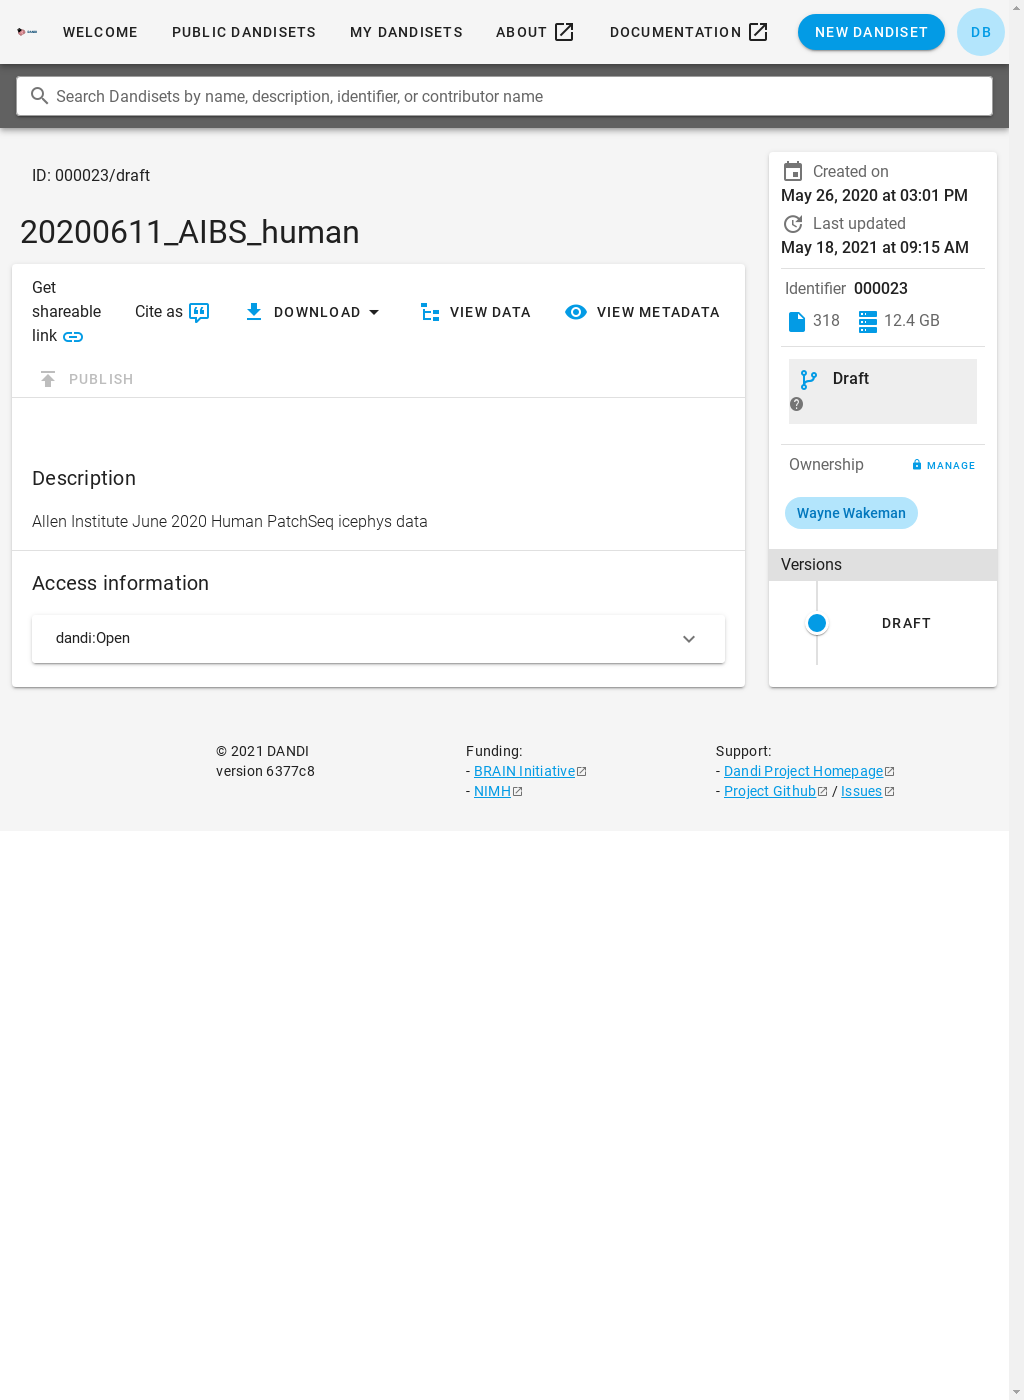 WELCOME PUBLIC DANDISETS MY DANDISETS ABOUT DOCUMENTATION NEW DANDISET DB
Search Dandisets by name, description, identifier, or contributor name
ID: 000023/draft
20200611_AIBS_human
Get
shareable
link
Cite as
DOWNLOAD
VIEW DATA
VIEW METADATA
PUBLISH
Description
Allen Institute June 2020 Human PatchSeq icephys data
Access information
dandi:Open
Created on
May 26, 2020 at 03:01 PM
Last updated
May 18, 2021 at 09:15 AM
Identifier 000023
318 12.4 GB
Draft
Ownership MANAGE
Wayne Wakeman
Versions
DRAFT
© 2021 DANDI
version 6377c8
Funding:
- BRAIN Initiative
- NIMH
Support:
- Dandi Project Homepage
- Project Github / Issues